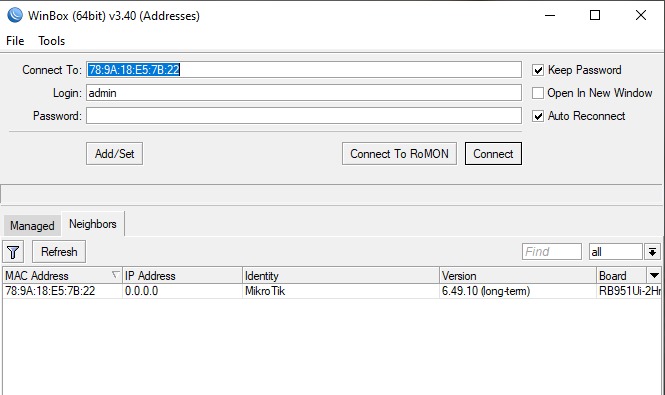 WinBox (64bit) v3.40 (Addresses)
File Tools
Connect To: 78:9A:18:E5:7B:22 Keep Password
Login: admin Open In New Window
Password: Auto Reconnect
Add/Set Connect To RoMON Connect
Managed Neighbors
Refresh Find all
MAC Address IP Address Identity Version Board
78:9A:18:E5:7B:22 0.0.0.0 MikroTik 6.49.10 (long-term) RB951Ui-2Hn